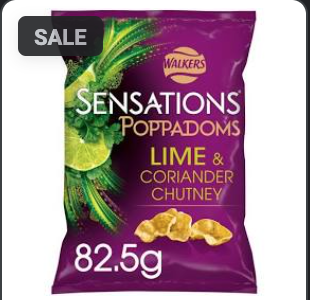 SALE
WALKERS
SENSATIONS
POPPADOMS
LIME &
CORIANDER
CHUTNEY
82.5g